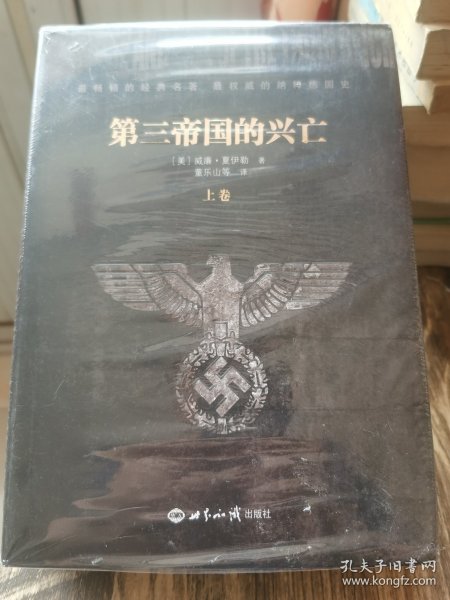 最畅销的经典名著 最权威的纳粹德国史
第三帝国的兴亡
[美] 威廉·夏伊勒 著
董乐山等 译
上卷
世界知识出版社
孔夫子旧书网
www.kongfz.com